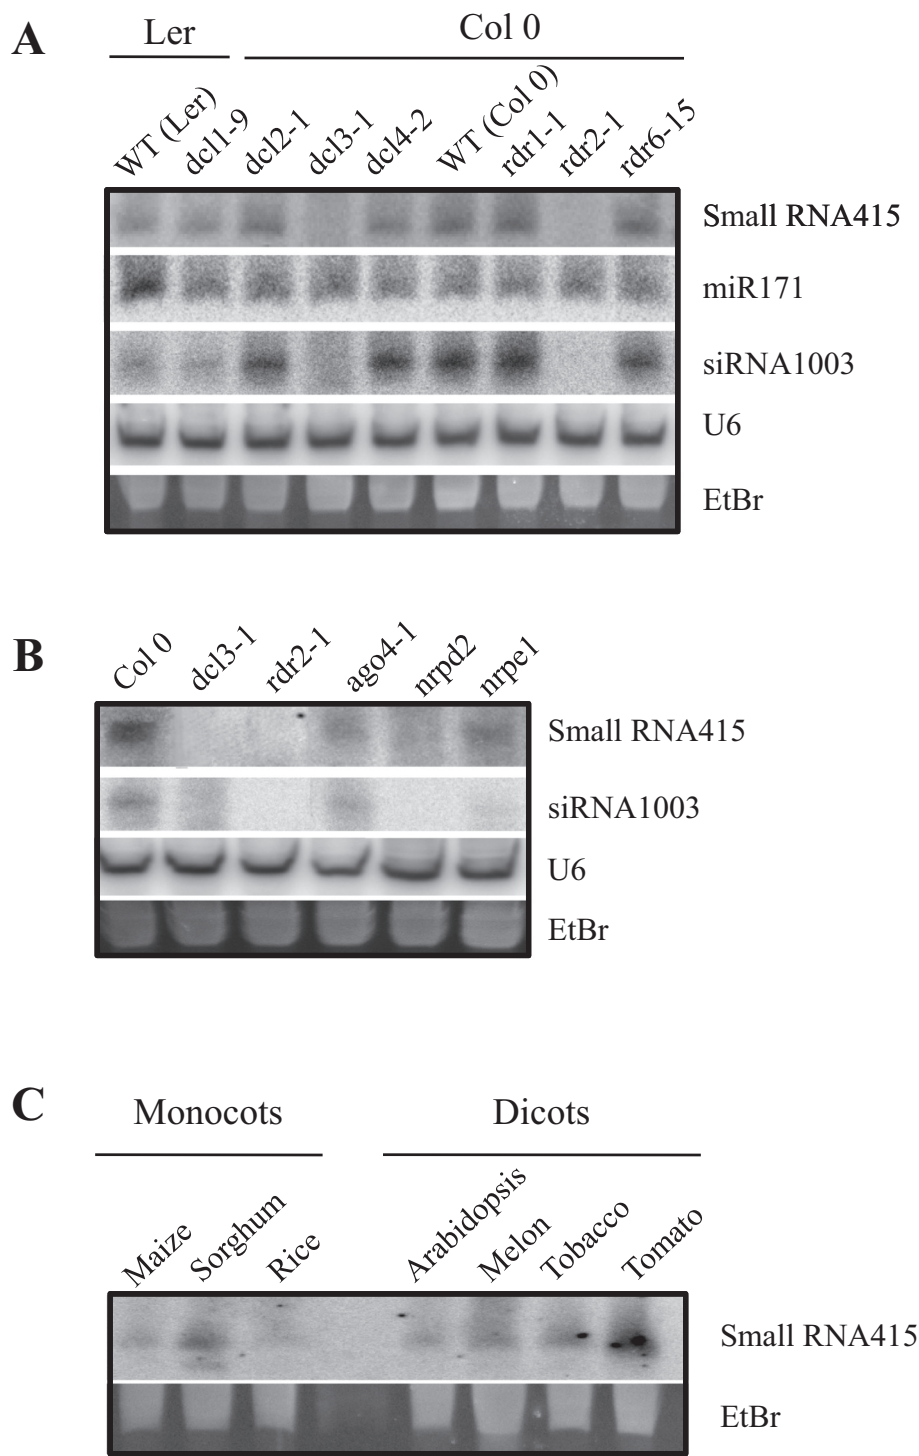 A
Ler
Col 0
WT (Ler)
dcl1-9
dcl2-1
dcl3-1
dcl4-2
WT (Col 0)
rdr1-1
rdr2-1
rdr6-15
Small RNA415
miR171
siRNA1003
U6
EtBr
B
Col 0
dcl3-1
rdr2-1
ago4-1
nrpd2
nrpe1
Small RNA415
siRNA1003
U6
EtBr
C
Monocots
Dicots
Maize
Sorghum
Rice
Arabidopsis
Melon
Tobacco
Tomato
Small RNA415
EtBr